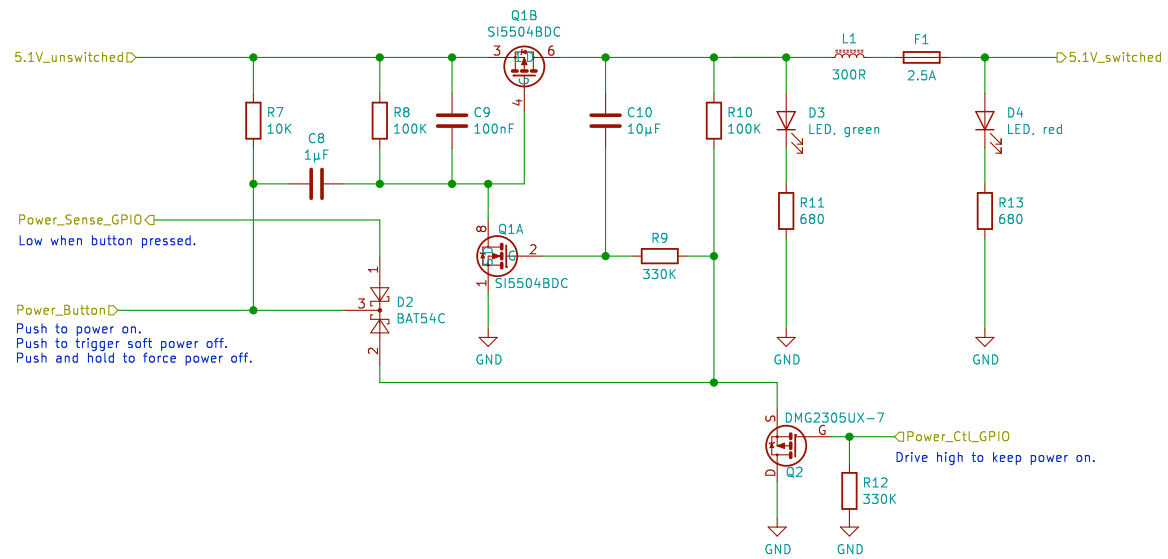 Q1B
SI5504BDC
5.1V_unswitched
3
6
L1
F1
5.1V_switched
300R
2.5A
4
R7
10K
R8
100K
C9
100nF
C10
10µF
R10
100K
D3
LED, green
D4
LED, red
C8
1µF
R11
680
R13
680
Power_Sense_GPIO
Low when button pressed.
8
Q1A
2
R9
1
SI5504BDC
330K
1
Power_Button
3
D2
BAT54C
Push to power on.
Push to trigger soft power off.
Push and hold to force power off.
2
GND
GND
GND
S
DMG2305UX-7
G
Power_Ctl_GPIO
Drive high to keep power on.
D
Q2
R12
330K
GND
GND